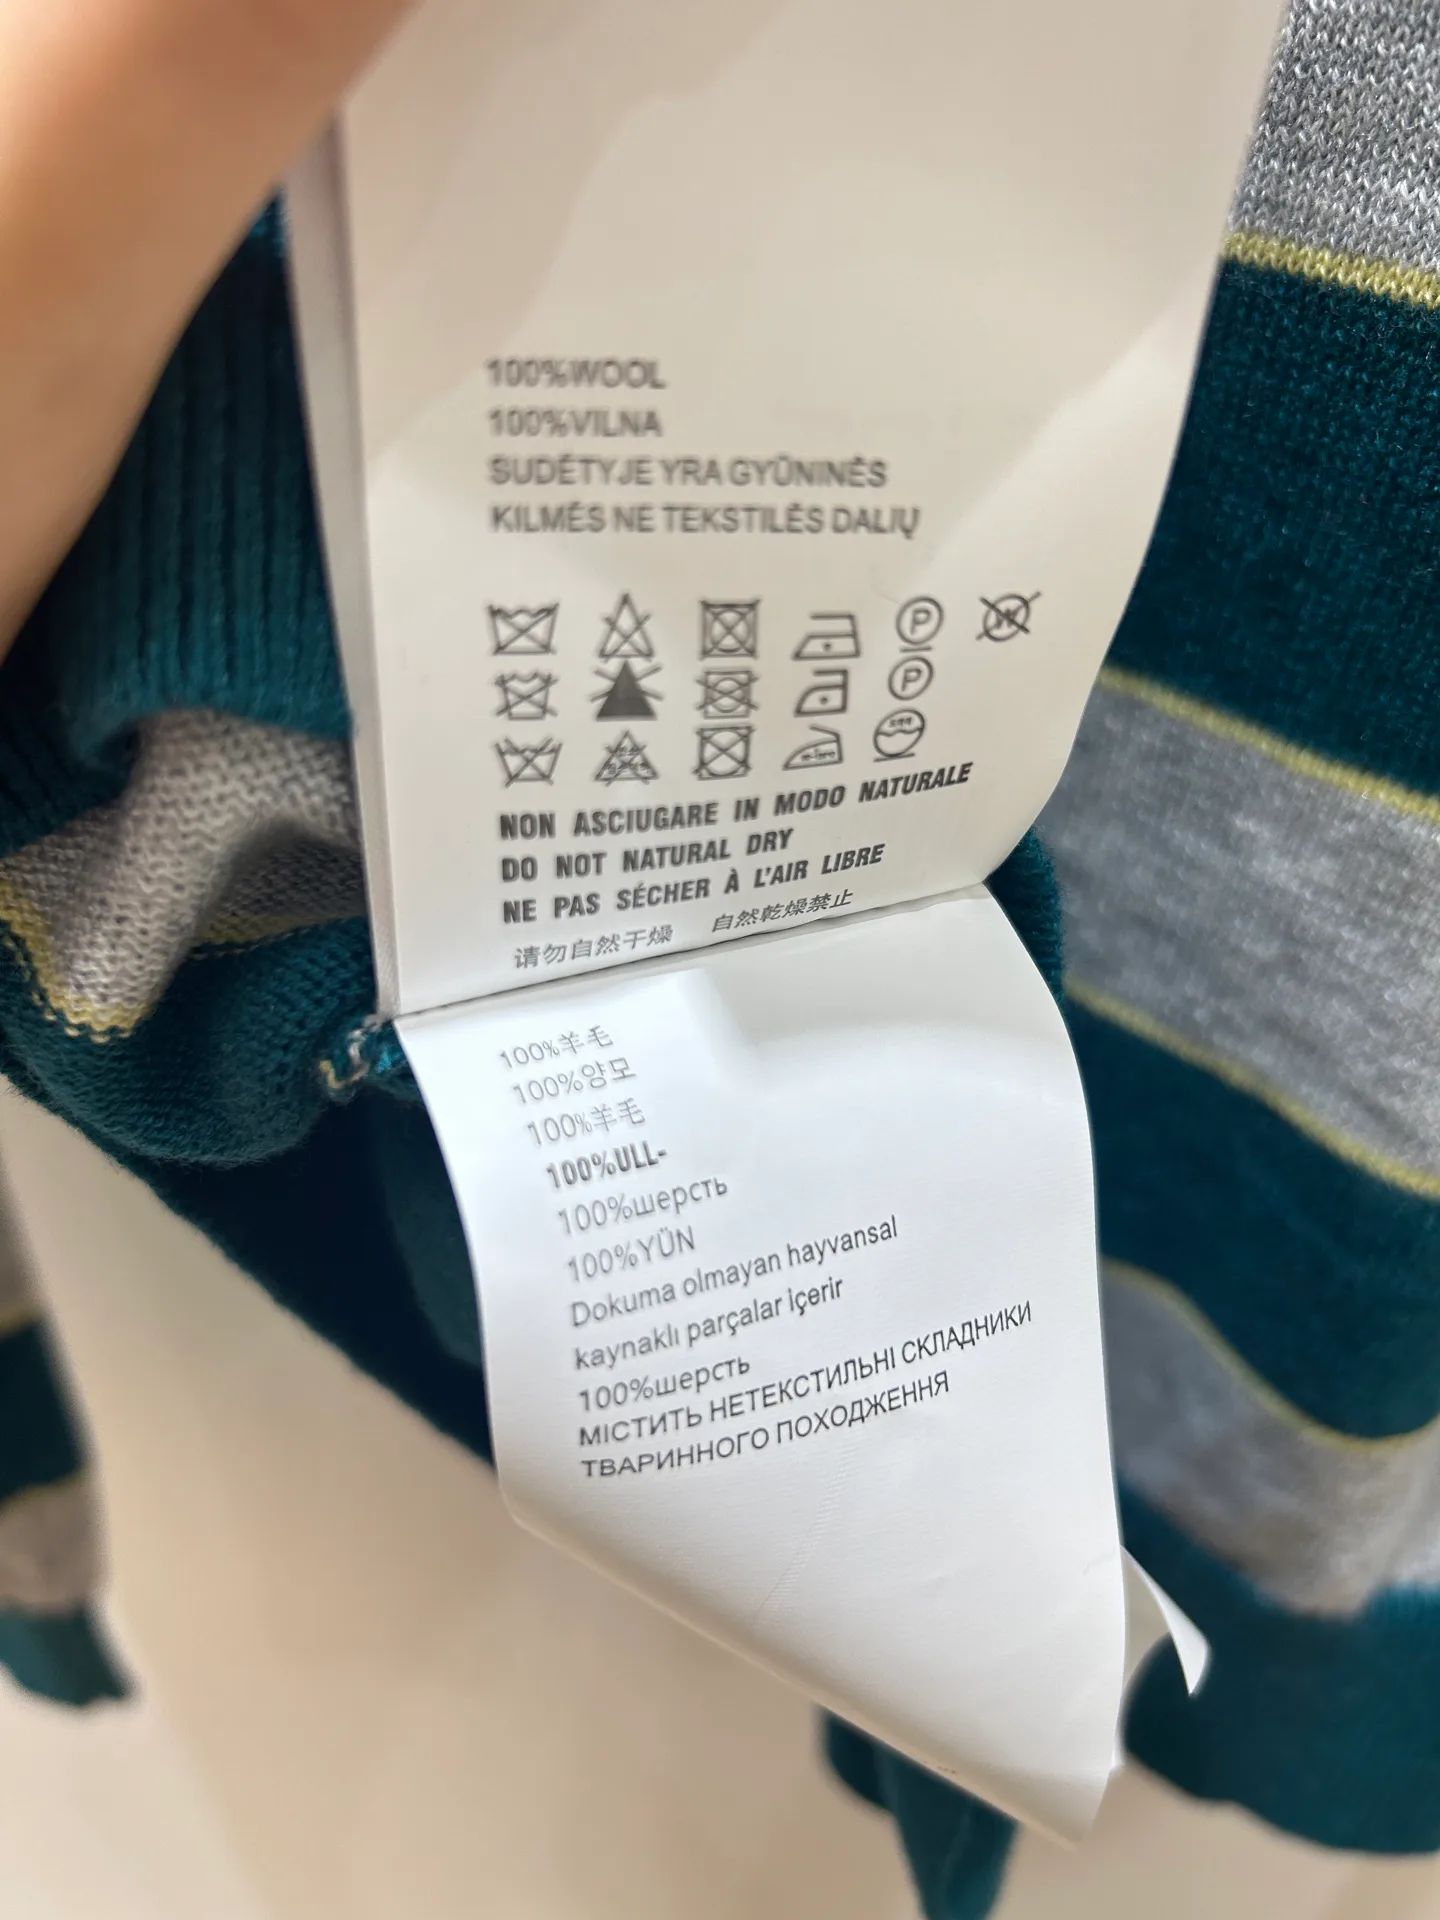 100%WOOL
100%VILNA
SUDĖTYJE YRA GYŪNINĖS
KILMĖS NE TEKSTILĖS DALIŲ
P
P
NON ASCIUGARE IN MODO NATURALE
DO NOT NATURAL DRY
NE PAS SÉCHER À L'AIR LIBRE
请勿自然干燥 自然乾燥禁止
100%羊毛
100%양모
100%羊毛
100%ULL-
100%шерсть
100%YÜN
Dokuma olmayan hayvansal
kaynaklı parçalar içerir
100%шерсть
МІСТИТЬ НЕТЕКСТИЛЬНІ СКЛАДНИКИ
ТВАРИННОГО ПОХОДЖЕННЯ